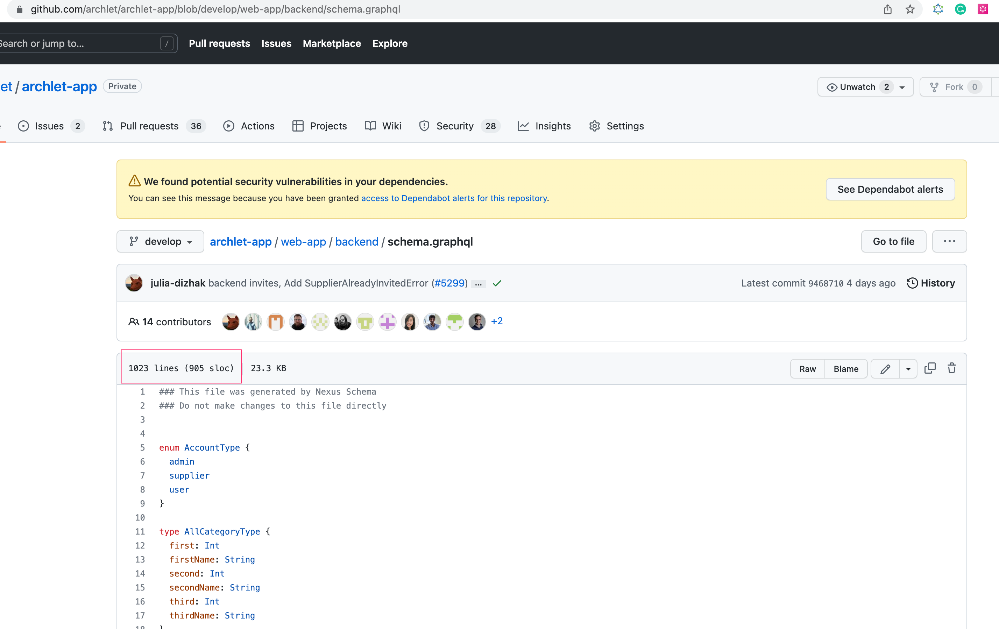 github.com/archlet/archlet-app/blob/develop/web-app/backend/schema.graphql
Search or jump to... /
Pull requests Issues Marketplace Explore
et / archlet-app Private
Unwatch 2 Fork 0
Issues 2 Pull requests 36 Actions Projects Wiki Security 28 Insights Settings
We found potential security vulnerabilities in your dependencies.
You can see this message because you have been granted access to Dependabot alerts for this repository.
See Dependabot alerts
develop archlet-app / web-app / backend / schema.graphql
Go to file ...
julia-dizhak backend invites, Add SupplierAlreadyInvitedError (#5299) ...
Latest commit 9468710 4 days ago History
14 contributors +2
1023 lines (905 sloc) 23.3 KB
Raw Blame
1 ### This file was generated by Nexus Schema
2 ### Do not make changes to this file directly
3
4
5 enum AccountType {
6 admin
7 supplier
8 user
9 }
10
11 type AllCategoryType {
12 first: Int
13 firstName: String
14 second: Int
15 secondName: String
16 third: Int
17 thirdName: String
18 }